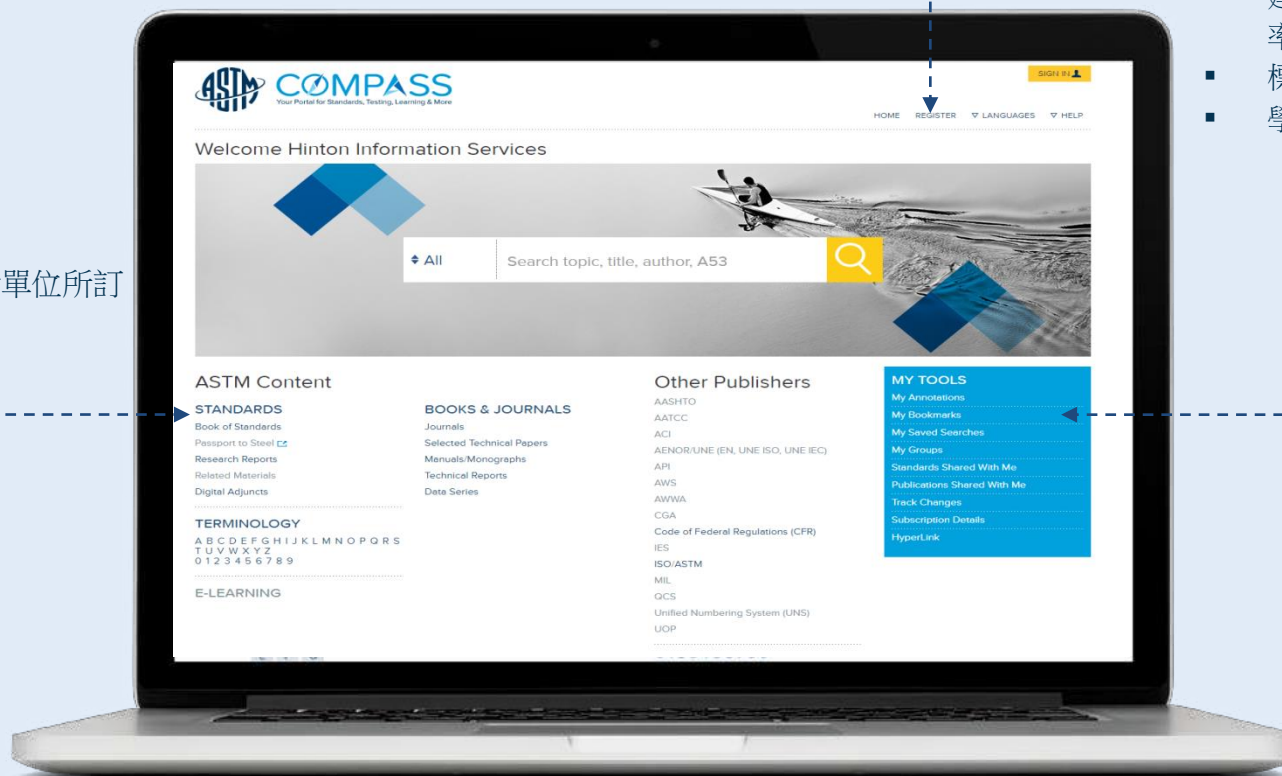 率
▪ 標
▪ 學
單位所訂
ASTM COMPASS
Your Portal for Standards, Testing, Learning & More
SIGN IN
HOME REGISTER ▽ LANGUAGES ▽ HELP
Welcome Hinton Information Services
All Search topic, title, author, A53
ASTM Content
STANDARDS
Book of Standards
Passport to Steel
Research Reports
Related Materials
Digital Adjuncts
TERMINOLOGY
A B C D E F G H I J K L M N O P Q R S
T U V W X Y Z
0 1 2 3 4 5 6 7 8 9
E-LEARNING
BOOKS & JOURNALS
Journals
Selected Technical Papers
Manuals/Monographs
Technical Reports
Data Series
Other Publishers
AASHTO
AATCC
ACI
AENOR/UNE (EN, UNE ISO, UNE IEC)
API
AWS
AWWA
CGA
Code of Federal Regulations (CFR)
IES
ISO/ASTM
MIL
QCS
Unified Numbering System (UNS)
UOP
MY TOOLS
My Annotations
My Bookmarks
My Saved Searches
My Groups
Standards Shared With Me
Publications Shared With Me
Track Changes
Subscription Details
HyperLink